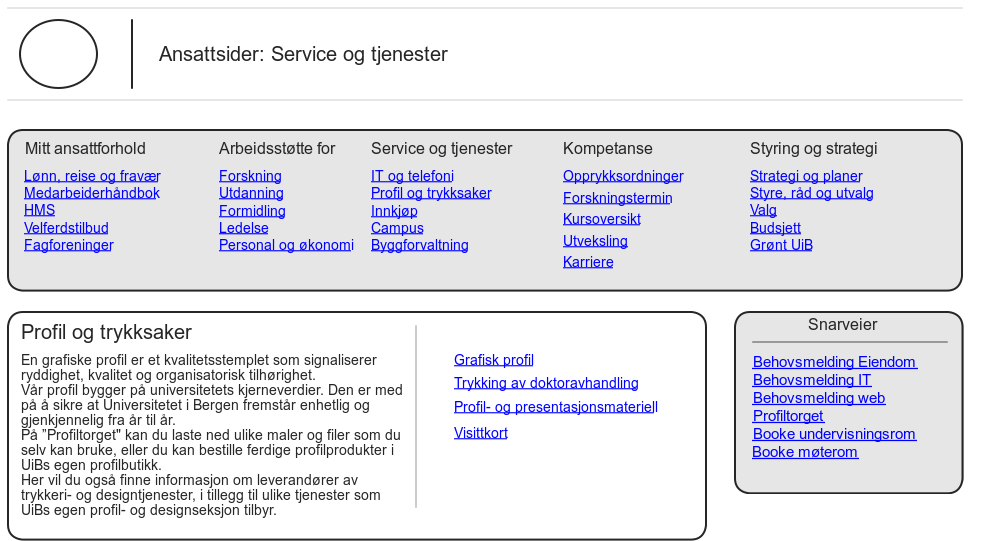 Ansattsider: Service og tjenester
Mitt ansattforhold
Lønn, reise og fravær
Medarbeiderhåndbok
HMS
Velferdstilbud
Fagforeninger
Arbeidsstøtte for
Forskning
Utdanning
Formidling
Ledelse
Personal og økonomi
Service og tjenester
IT og telefoni
Profil og trykksaker
Innkjøp
Campus
Byggforvaltning
Kompetanse
Opprykksordninger
Forskningstermin
Kursoversikt
Utveksling
Karriere
Styring og strategi
Strategi og planer
Styre, råd og utvalg
Valg
Budsjett
Grønt UiB
Profil og trykksaker
En grafiske profil er et kvalitetsstemplet som signaliserer
ryddighet, kvalitet og organisatorisk tilhørighet.
Vår profil bygger på universitetets kjerneverdier. Den er med
på å sikre at Universitetet i Bergen fremstår enhetlig og
gjenkjennelig fra år til år.
På ”Profiltorget" kan du laste ned ulike maler og filer som du
selv kan bruke, eller du kan bestille ferdige profilprodukter i
UiBs egen profilbutikk.
Her vil du også finne informasjon om leverandører av
trykkeri- og designtjenester, i tillegg til ulike tjenester som
UiBs egen profil- og designseksjon tilbyr.
Grafisk profil
Trykking av doktoravhandling
Profil- og presentasjonsmateriell
Visittkort
Snarveier
Behovsmelding Eiendom
Behovsmelding IT
Behovsmelding web
Profiltorget
Booke undervisningsrom
Booke møterom